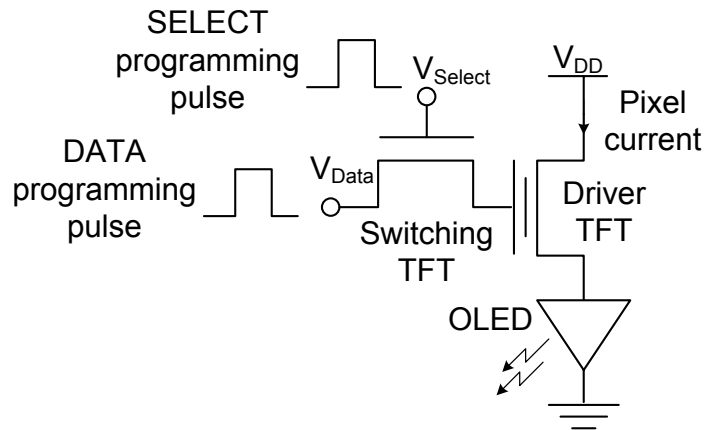 SELECT
programming
pulse
V_Select
V_DD
Pixel
current
DATA
programming
pulse
V_Data
Switching
TFT
Driver
TFT
OLED